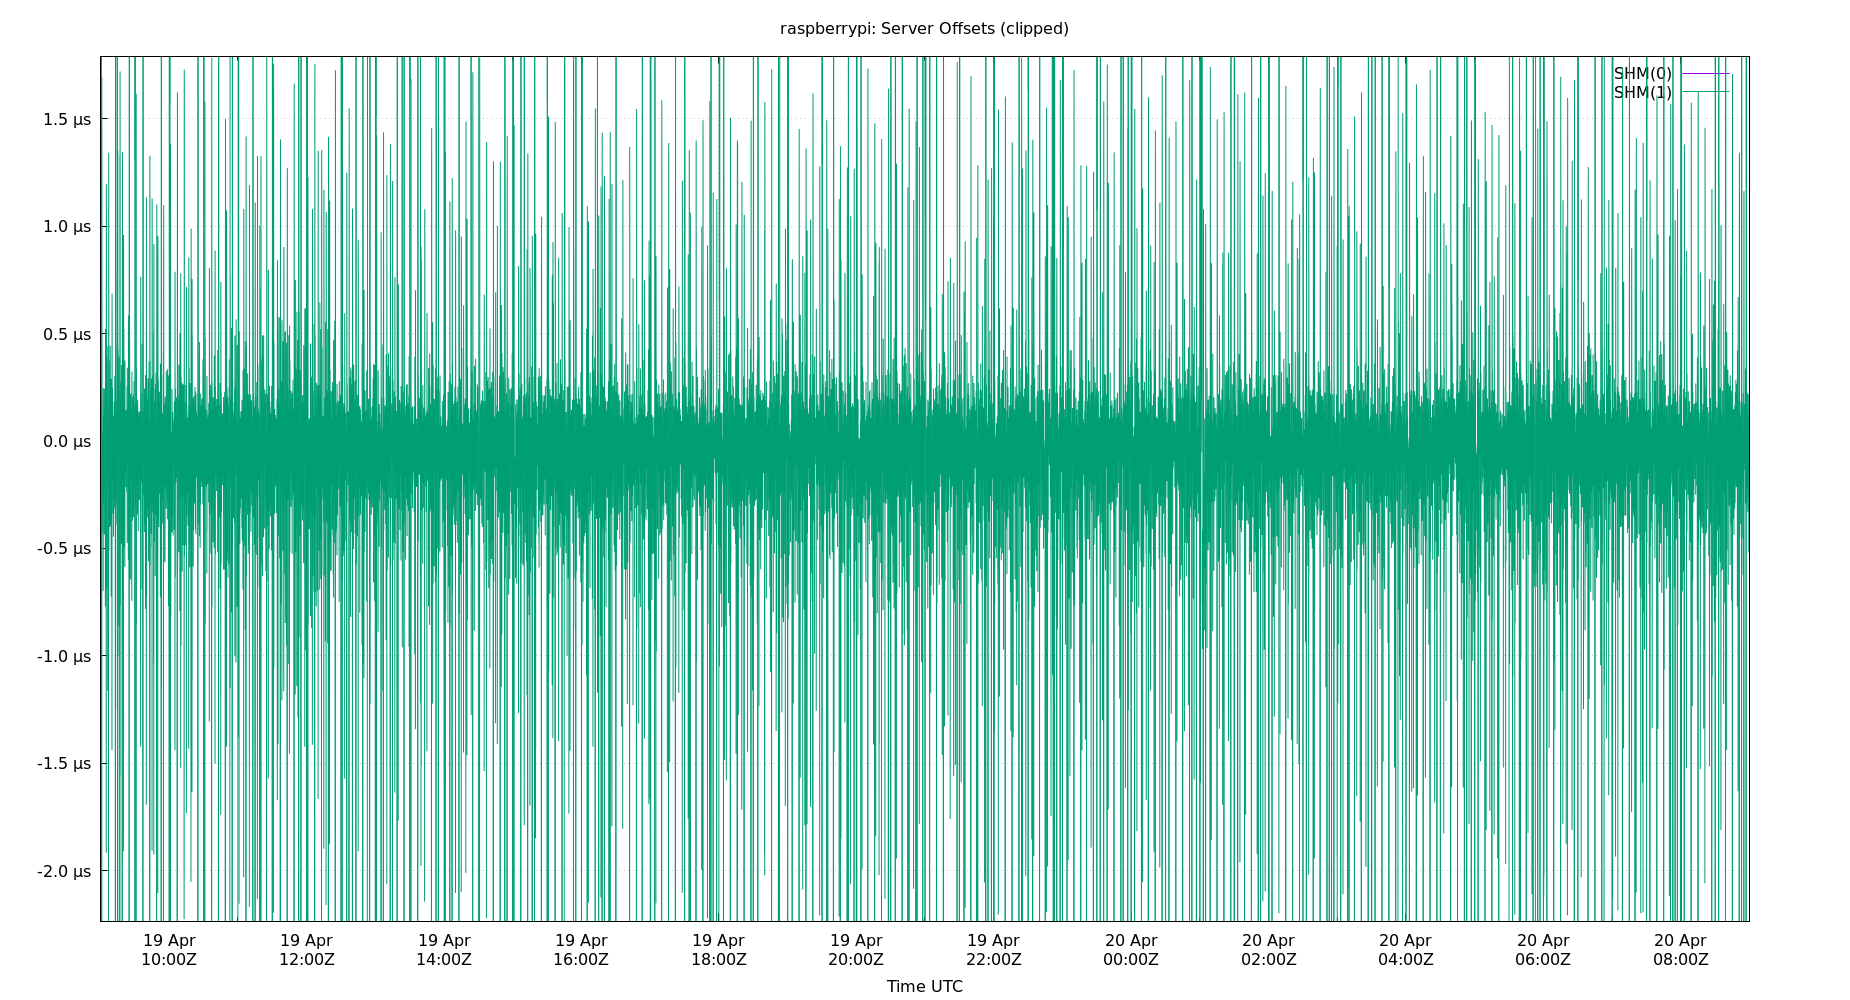 raspberrypi: Server Offsets (clipped)
SHM(0)
SHM(1)
1.5 µs
1.0 µs
0.5 µs
0.0 µs
-0.5 µs
-1.0 µs
-1.5 µs
-2.0 µs
19 Apr 19 Apr 19 Apr 19 Apr 19 Apr 19 Apr 19 Apr 20 Apr 20 Apr 20 Apr 20 Apr 20 Apr
10:00Z 12:00Z 14:00Z 16:00Z 18:00Z 20:00Z 22:00Z 00:00Z 02:00Z 04:00Z 06:00Z 08:00Z
Time UTC